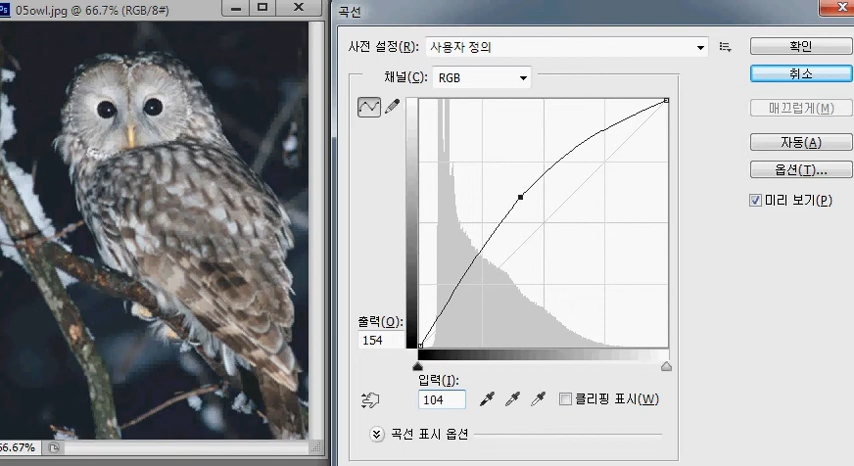 Ps 05owl.jpg @ 66.7% (RGB/8#)
66.67%
곡선
사전 설정(R): 사용자 정의
채널(C): RGB
출력(O):
154
입력(I):
104
클리핑 표시(W)
곡선 표시 옵션
확인
취소
매끄럽게(M)
자동(A)
옵션(T)...
미리 보기(P)